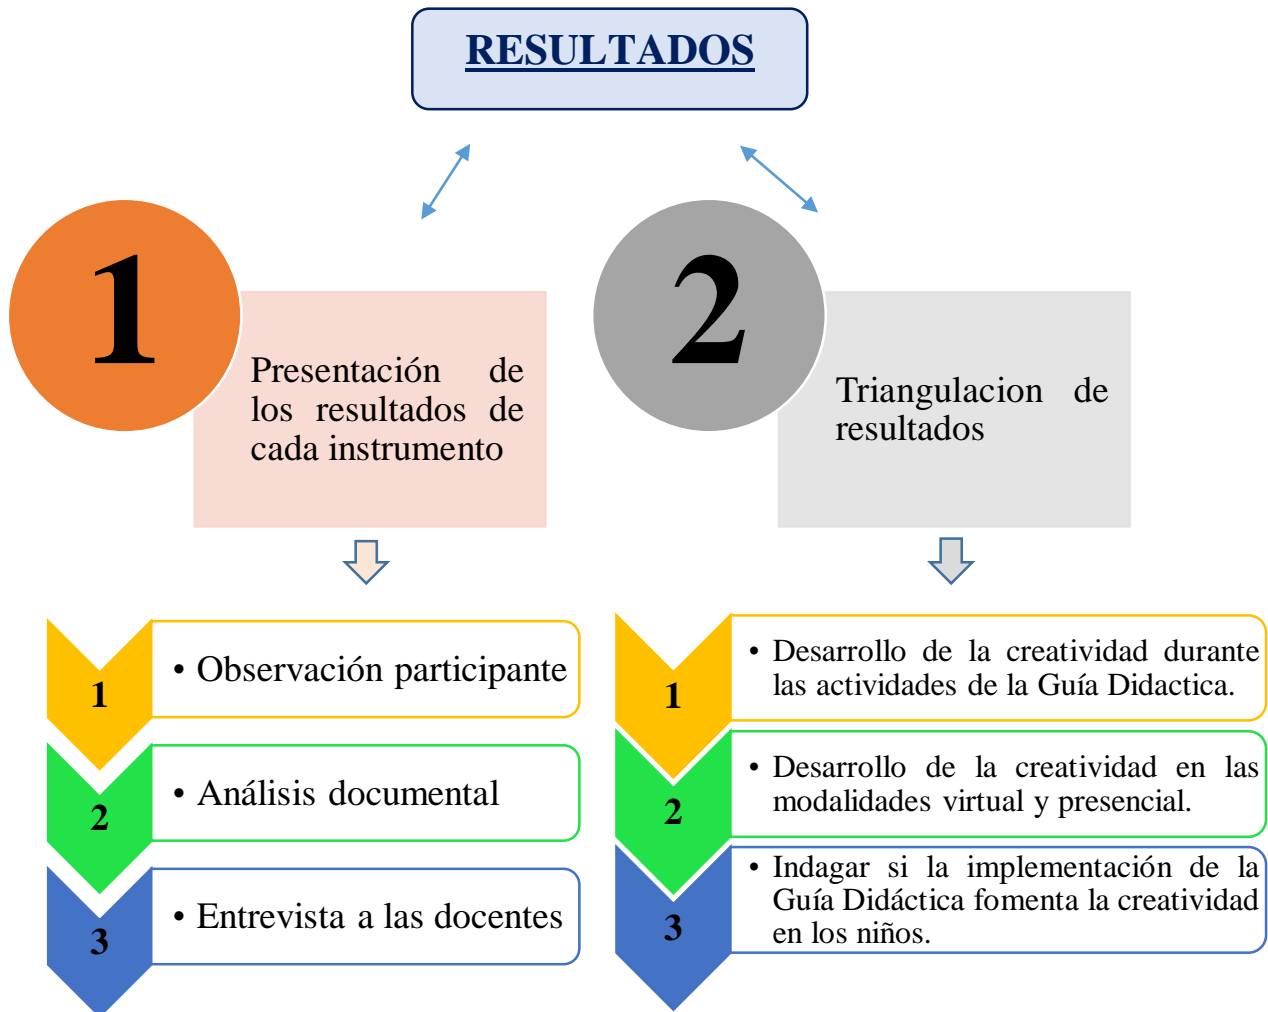 RESULTADOS
1
Presentación de
los resultados de
cada instrumento
2
Triangulacion de
resultados
1
• Observación participante
2
• Análisis documental
3
• Entrevista a las docentes
1
• Desarrollo de la creatividad durante
las actividades de la Guía Didactica.
2
• Desarrollo de la creatividad en las
modalidades virtual y presencial.
3
• Indagar si la implementación de la
Guía Didáctica fomenta la creatividad
en los niños.